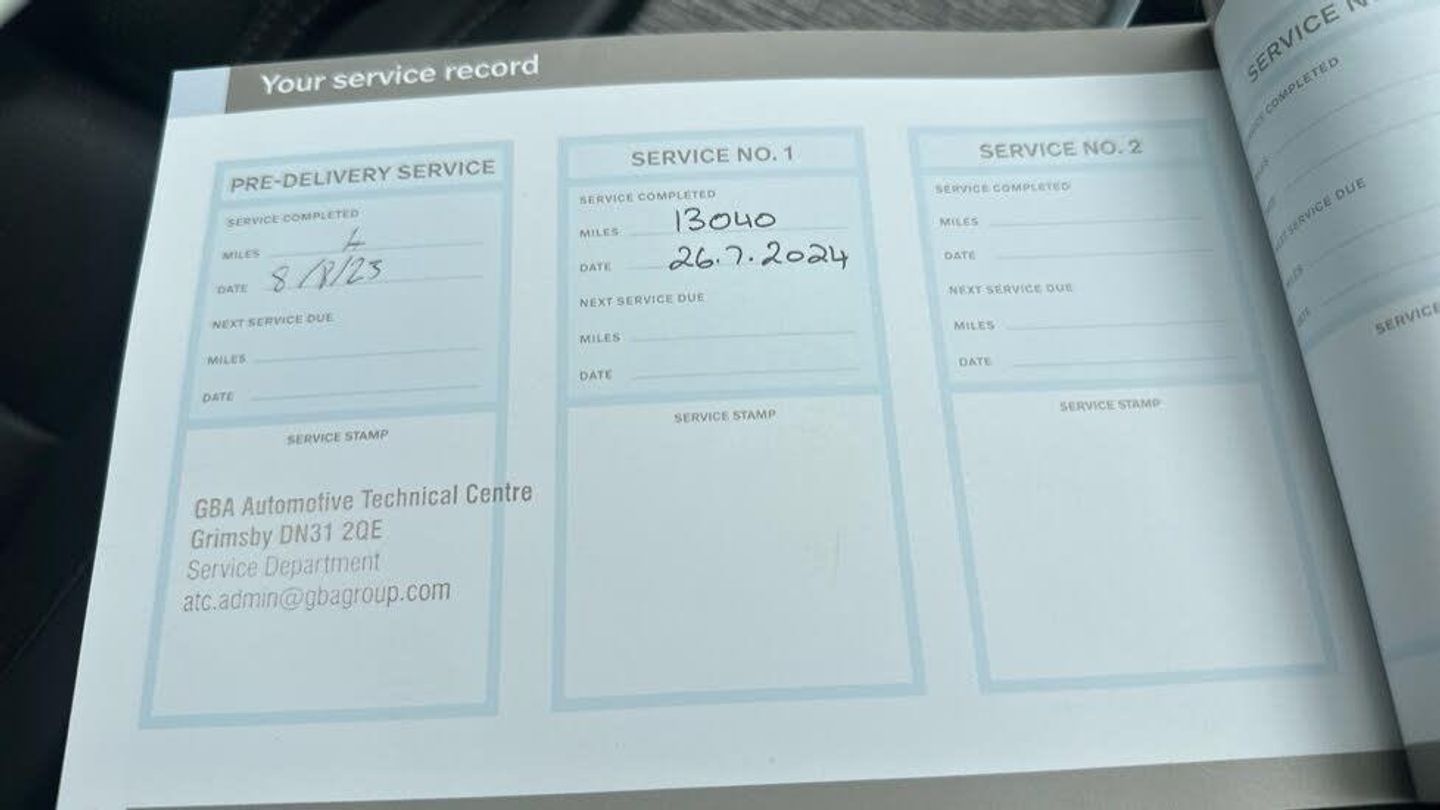 Your service record
PRE-DELIVERY SERVICE
SERVICE COMPLETED
MILES
DATE 8/8/23
NEXT SERVICE DUE
MILES
DATE
SERVICE STAMP
GBA Automotive Technical Centre
Grimsby DN31 2QE
Service Department
atc.admin@gbagroup.com
SERVICE NO. 1
SERVICE COMPLETED
MILES 13040
DATE 26.7.2024
NEXT SERVICE DUE
MILES
DATE
SERVICE STAMP
SERVICE NO. 2
SERVICE COMPLETED
MILES
DATE
NEXT SERVICE DUE
MILES
DATE
SERVICE STAMP
SERVICE
COMPLETED
SERVICE DUE
SERVICE